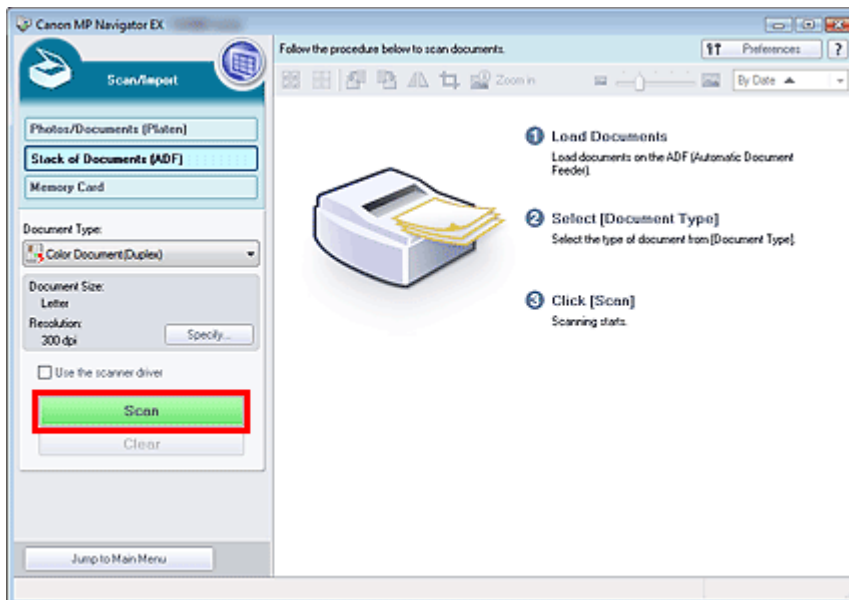 Canon MP Navigator EX
Scan/Import
Follow the procedure below to scan documents.
Preferences
?
Zoom in
By Date
Photos/Documents (Platen)
Stack of Documents (ADF)
Memory Card
Document Type:
Color Document(Duplex)
Document Size:
Letter
Resolution:
300 dpi
Specify...
Use the scanner driver
Scan
Clear
Jump to Main Menu
1 Load Documents
Load documents on the ADF (Automatic Document
Feeder).
2 Select [Document Type]
Select the type of document from [Document Type].
3 Click [Scan]
Scanning starts.